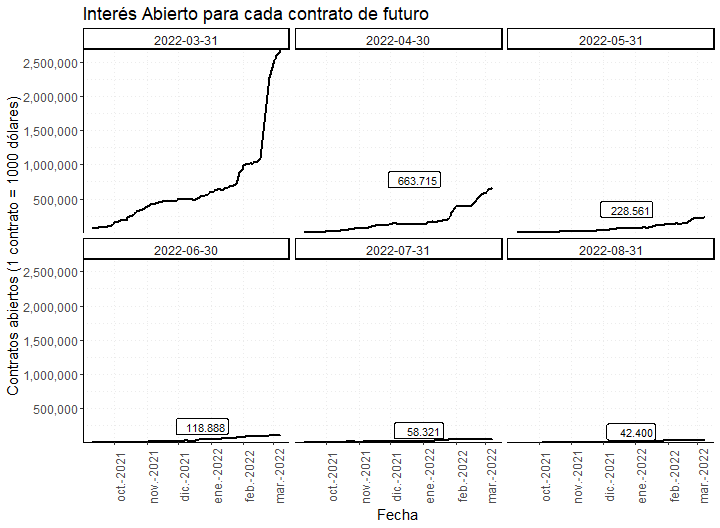 Interés Abierto para cada contrato de futuro
2022-03-31
2022-04-30
2022-05-31
2,500,000
2,000,000
1,500,000
1,000,000
500,000
663.715
228.561
Contratos abiertos (1 contrato = 1000 dólares)
2022-06-30
2022-07-31
2022-08-31
2,500,000
2,000,000
1,500,000
1,000,000
500,000
118.888
58.321
42.400
oct.-2021
nov.-2021
dic.-2021
ene.-2022
feb.-2022
mar.-2022
oct.-2021
nov.-2021
dic.-2021
ene.-2022
feb.-2022
mar.-2022
oct.-2021
nov.-2021
dic.-2021
ene.-2022
feb.-2022
mar.-2022
Fecha